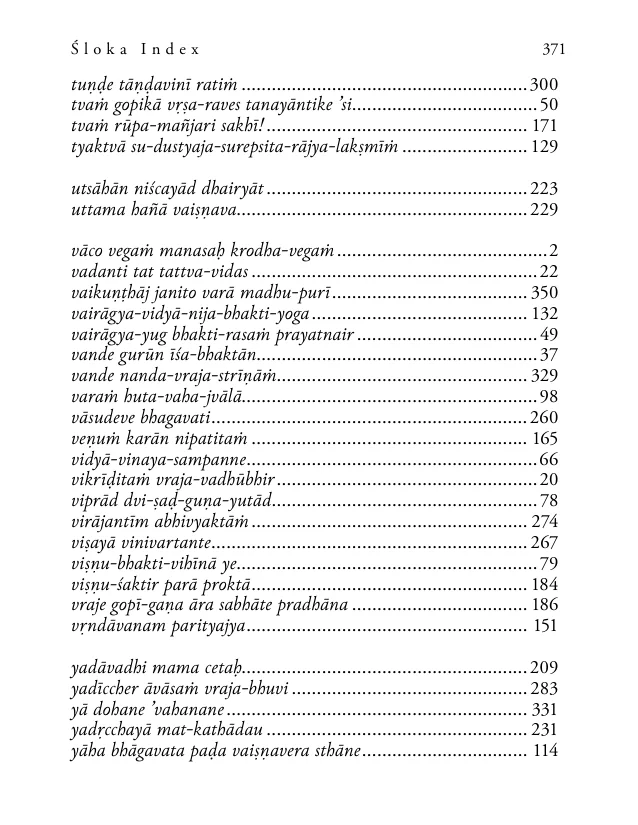 Śloka Index 371
tuṇḍe tāṇḍavinī ratiṁ ........................................................ 300
tvaṁ gopikā vṛṣa-raves tanayāntike ’si.................................... 50
tvaṁ rūpa-mañjari sakhī! ................................................... 171
tyaktvā su-dustyaja-surepsita-rājya-lakṣmīṁ ........................ 129
utsāhān niścayād dhairyāt ................................................... 223
uttama hañā vaiṣṇava......................................................... 229
vāco vegaṁ manasaḥ krodha-vegaṁ ......................................... 2
vadanti tat tattva-vidas ........................................................ 22
vaikuṇṭhāj janito varā madhu-purī ...................................... 350
vairāgya-vidyā-nija-bhakti-yoga .......................................... 132
vairāgya-yug bhakti-rasaṁ prayatnair ................................... 49
vande gurūn īśa-bhaktān...................................................... 37
vande nanda-vraja-strīṇāṁ................................................. 329
varaṁ huta-vaha-jvālā......................................................... 98
vāsudeve bhagavati.............................................................. 260
veṇuṁ karān nipatitaṁ ...................................................... 165
vidyā-vinaya-sampanne......................................................... 66
vikrīḍitaṁ vraja-vadhūbhir ................................................... 20
viprād dvi-ṣaḍ-guṇa-yutād.................................................... 78
virājantīm abhivyaktāṁ ...................................................... 274
viṣayā vinivartante.............................................................. 267
viṣṇu-bhakti-vihīnā ye........................................................... 79
viṣṇu-śaktir parā proktā...................................................... 184
vraje gopī-gaṇa āra sabhāte pradhāna .................................. 186
vṛndāvanam parityajya....................................................... 151
yadāvadhi mama cetaḥ........................................................ 209
yadīccher āvāsaṁ vraja-bhuvi .............................................. 283
yā dohane ’vahanane ........................................................... 331
yadṛcchayā mat-kathādau ................................................... 231
yāha bhāgavata paḍa vaiṣṇavera sthāne................................ 114